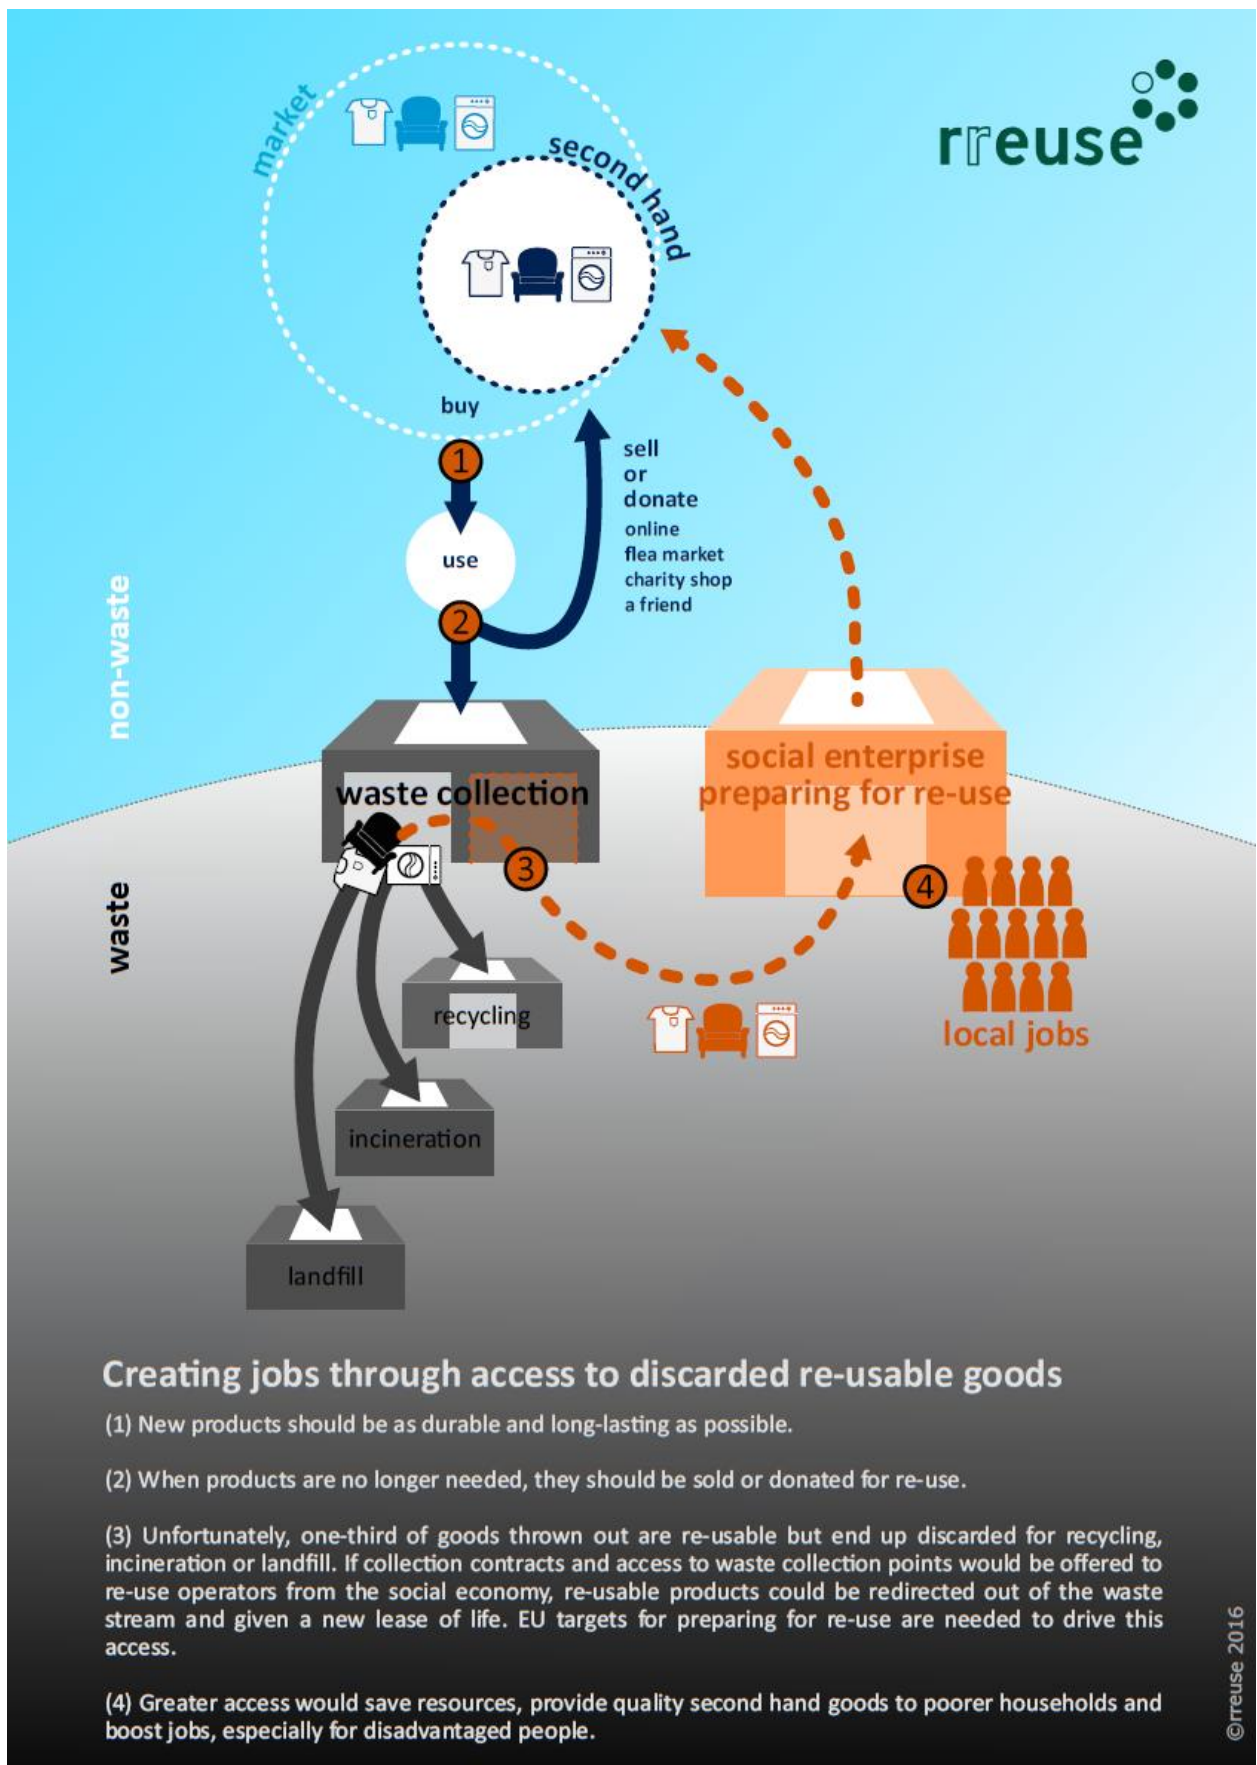 rreuse
market
second hand
buy
1
sell
or
donate
online
flea market
charity shop
a friend
use
2
non-waste
waste
waste collection
social enterprise
preparing for re-use
3
4
recycling
local jobs
incineration
landfill
Creating jobs through access to discarded re-usable goods
(1) New products should be as durable and long-lasting as possible.
(2) When products are no longer needed, they should be sold or donated for re-use.
(3) Unfortunately, one-third of goods thrown out are re-usable but end up discarded for recycling,
incineration or landfill. If collection contracts and access to waste collection points would be offered to
re-use operators from the social economy, re-usable products could be redirected out of the waste
stream and given a new lease of life. EU targets for preparing for re-use are needed to drive this
access.
(4) Greater access would save resources, provide quality second hand goods to poorer households and
boost jobs, especially for disadvantaged people.
©rreuse 2016